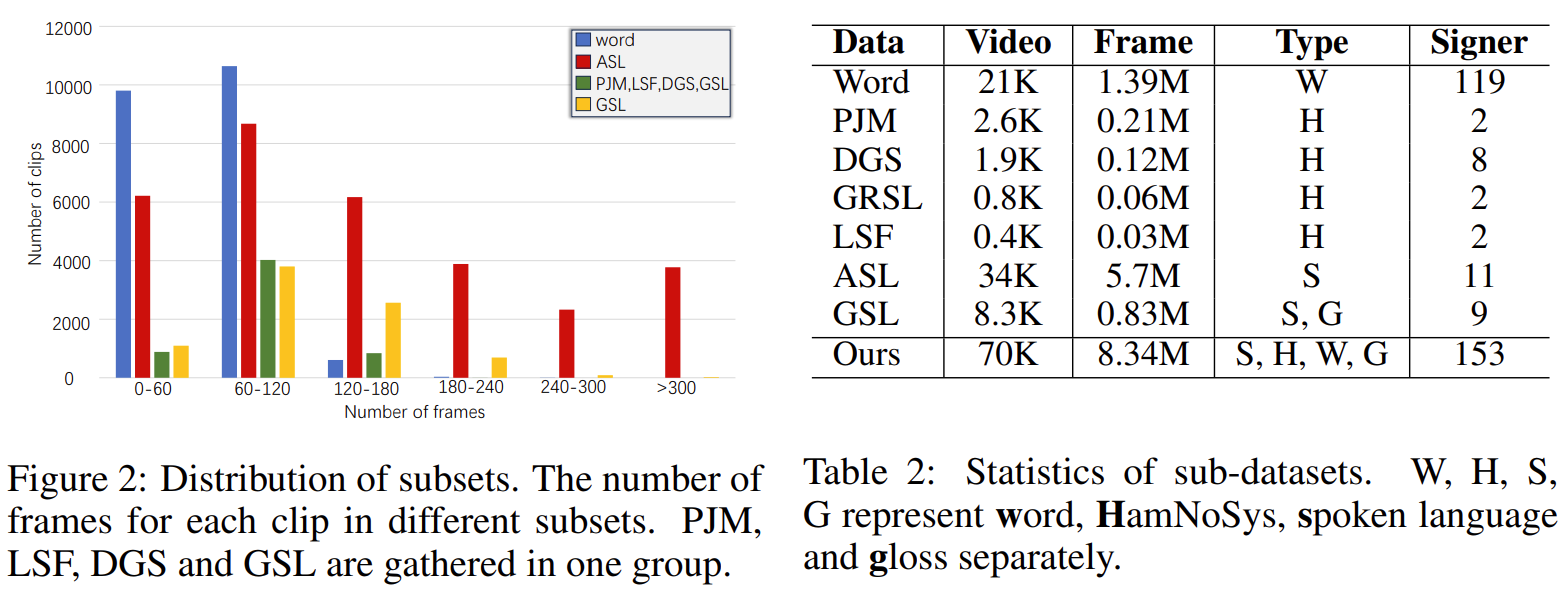 12000
10000
8000
6000
4000
2000
0
Number of clips
word
ASL
PJM,LSF,DGS,GSL
GSL
0-60 60-120 120-180 180-240 240-300 >300
Number of frames
Figure 2: Distribution of subsets. The number of
frames for each clip in different subsets. PJM,
LSF, DGS and GSL are gathered in one group.
Data Video Frame Type Signer
Word 21K 1.39M W 119
PJM 2.6K 0.21M H 2
DGS 1.9K 0.12M H 8
GRSL 0.8K 0.06M H 2
LSF 0.4K 0.03M H 2
ASL 34K 5.7M S 11
GSL 8.3K 0.83M S, G 9
Ours 70K 8.34M S, H, W, G 153
Table 2: Statistics of sub-datasets. W, H, S,
G represent word, HamNoSys, spoken language
and gloss separately.